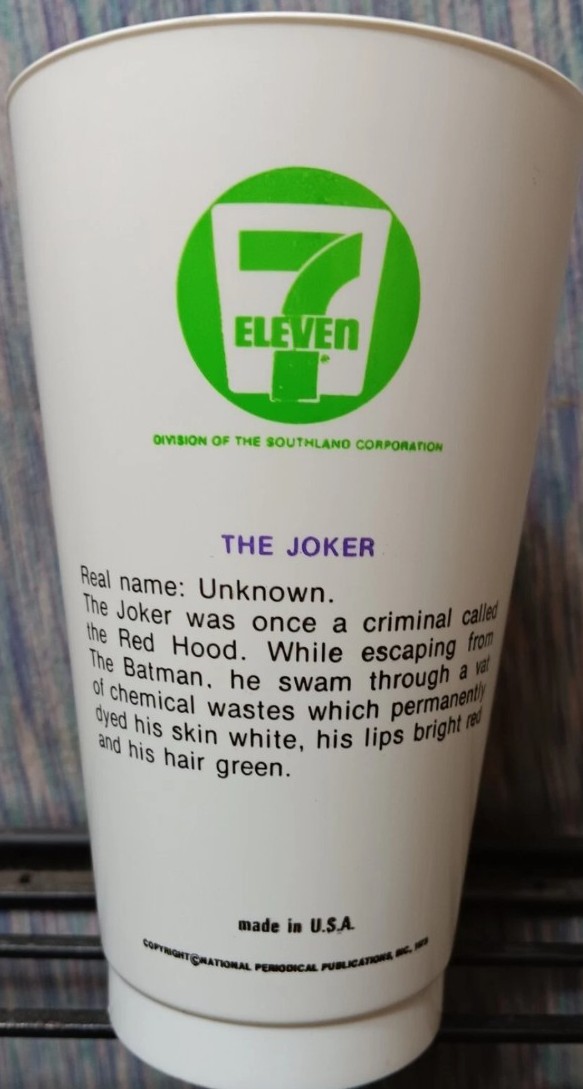 7
ELEVEn
DIVISION OF THE SOUTHLAND CORPORATION
THE JOKER
Real name: Unknown.
The Joker was once a criminal called
the Red Hood. While escaping from
The Batman, he swam through a vat
of chemical wastes which permanently
dyed his skin white, his lips bright red
and his hair green.
made in U.S.A.
COPYRIGHT © NATIONAL PERIODICAL PUBLICATIONS, INC.